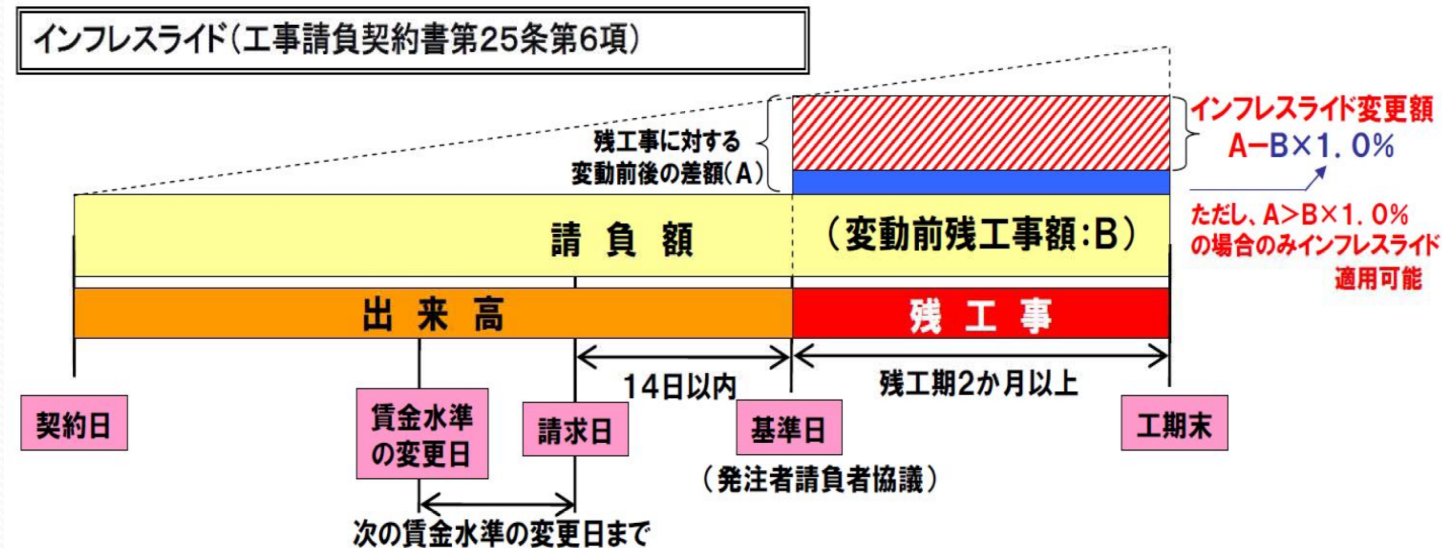 インフレスライド(工事請負契約書第25条第6項)
残工事に対する
変動前後の差額(A)
インフレスライド変更額
A-B×1.0%
ただし、A>B×1.0%
の場合のみインフレスライド
適用可能
請負額
(変動前残工事額:B)
出来高
残工事
14日以内
残工期2か月以上
契約日
賃金水準
の変更日
請求日
基準日
工期末
(発注者請負者協議)
次の賃金水準の変更日まで